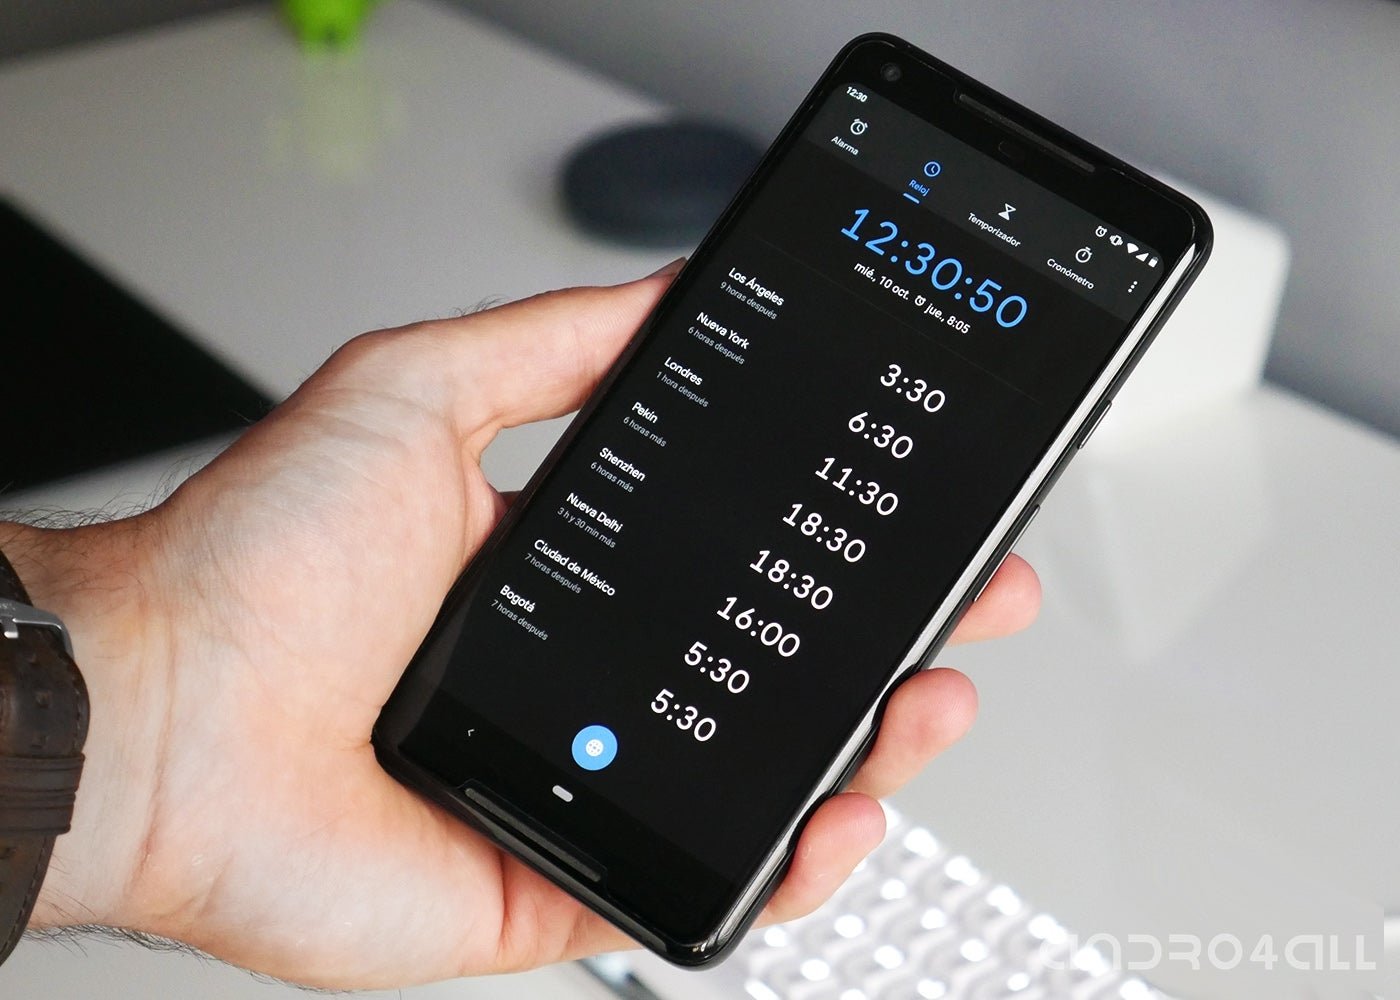 12:30
Alarma
Reloj
Temporizador
Cronómetro
12:30:50
mié., 10 oct. jue., 8:05
Los Ángeles 3:30
9 horas después
Nueva York 6:30
6 horas después
Londres 11:30
1 hora después
Pekín 18:30
6 horas más
Shenzhen 18:30
6 horas más
Nueva Delhi 16:00
3 h y 30 min más
Ciudad de México 5:30
7 horas después
Bogotá 5:30
7 horas después
ANDRO4ALL